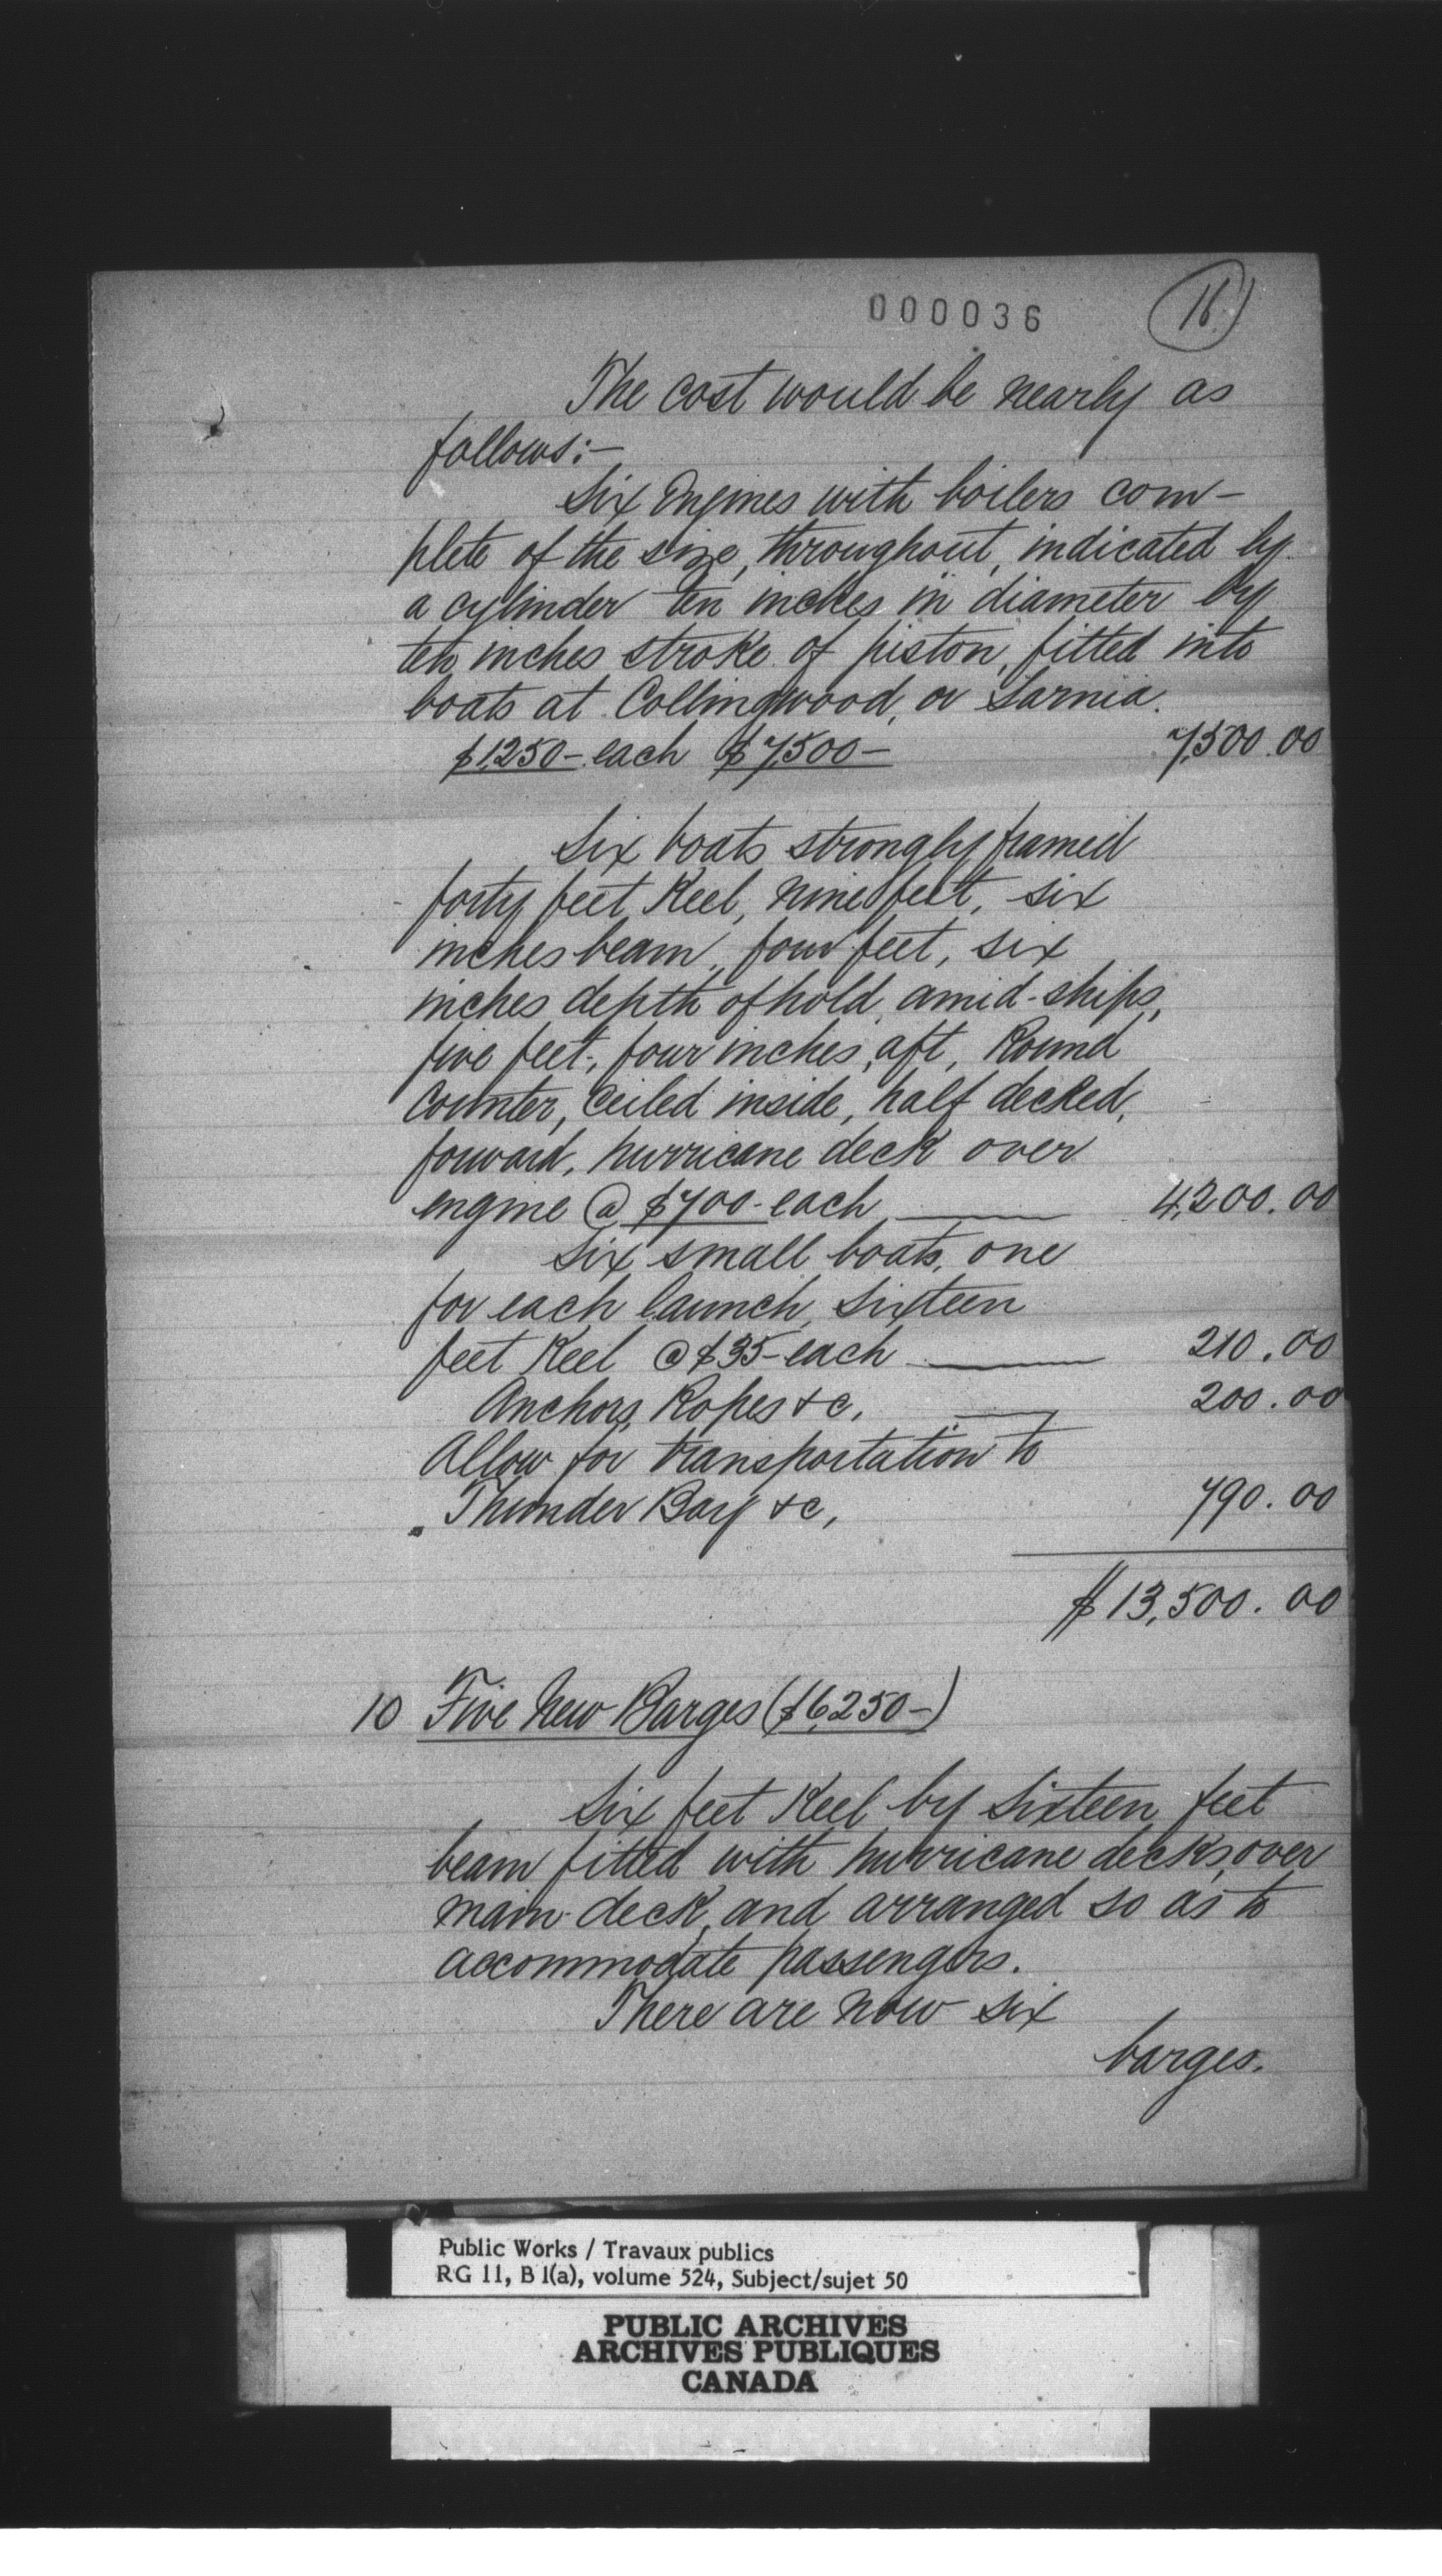 000036
16
The cost would be nearly as
follows:—
Six Engines with boilers com-
plete of the size, throughout, indicated by
a cylinder ten inches in diameter by
ten inches stroke of piston, fitted into
boats at Collingwood, or Sarnia.
$1,250- each $7,500- 7,500.00
Six boats strongly framed
forty feet Keel, nine feet, six
inches beam, four feet, six
inches depth of hold, amid-ships,
five feet, four inches, aft, Round
Counter, Ceiled inside, half decked,
forward, hurricane deck over
engine @ $700- each 4,200.00
Six small boats, one
for each launch, Sixteen
feet Keel @ $35- each 210.00
Anchors, Ropes &c, 200.00
Allow for transportation to
Thunder Bay &c, 790.00
$13,500.00
10 Five New Barges ($6,250-)
Six feet Keel by Sixteen feet
beam fitted with hurricane decks, over
main-deck, and arranged so as to
accommodate passengers.
There are now six
barges.
Public Works / Travaux publics
RG 11, B 1(a), volume 524, Subject/sujet 50
PUBLIC ARCHIVES
ARCHIVES PUBLIQUES
CANADA